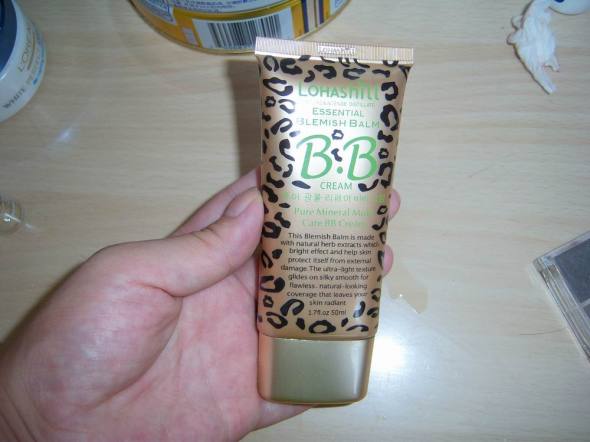 LOHAShill
ESSENTIAL
BLEMISH BALM
B.B
CREAM
Pure Mineral
Care BB Cream
This Blemish Balm is made
with natural herb extracts which
bright effect and help skin
protect itself from external
damage. The ultra-light texture
glides on silky smooth for
flawless. natural-looking
coverage that leaves your
skin radiant
1.7fl.oz 50ml